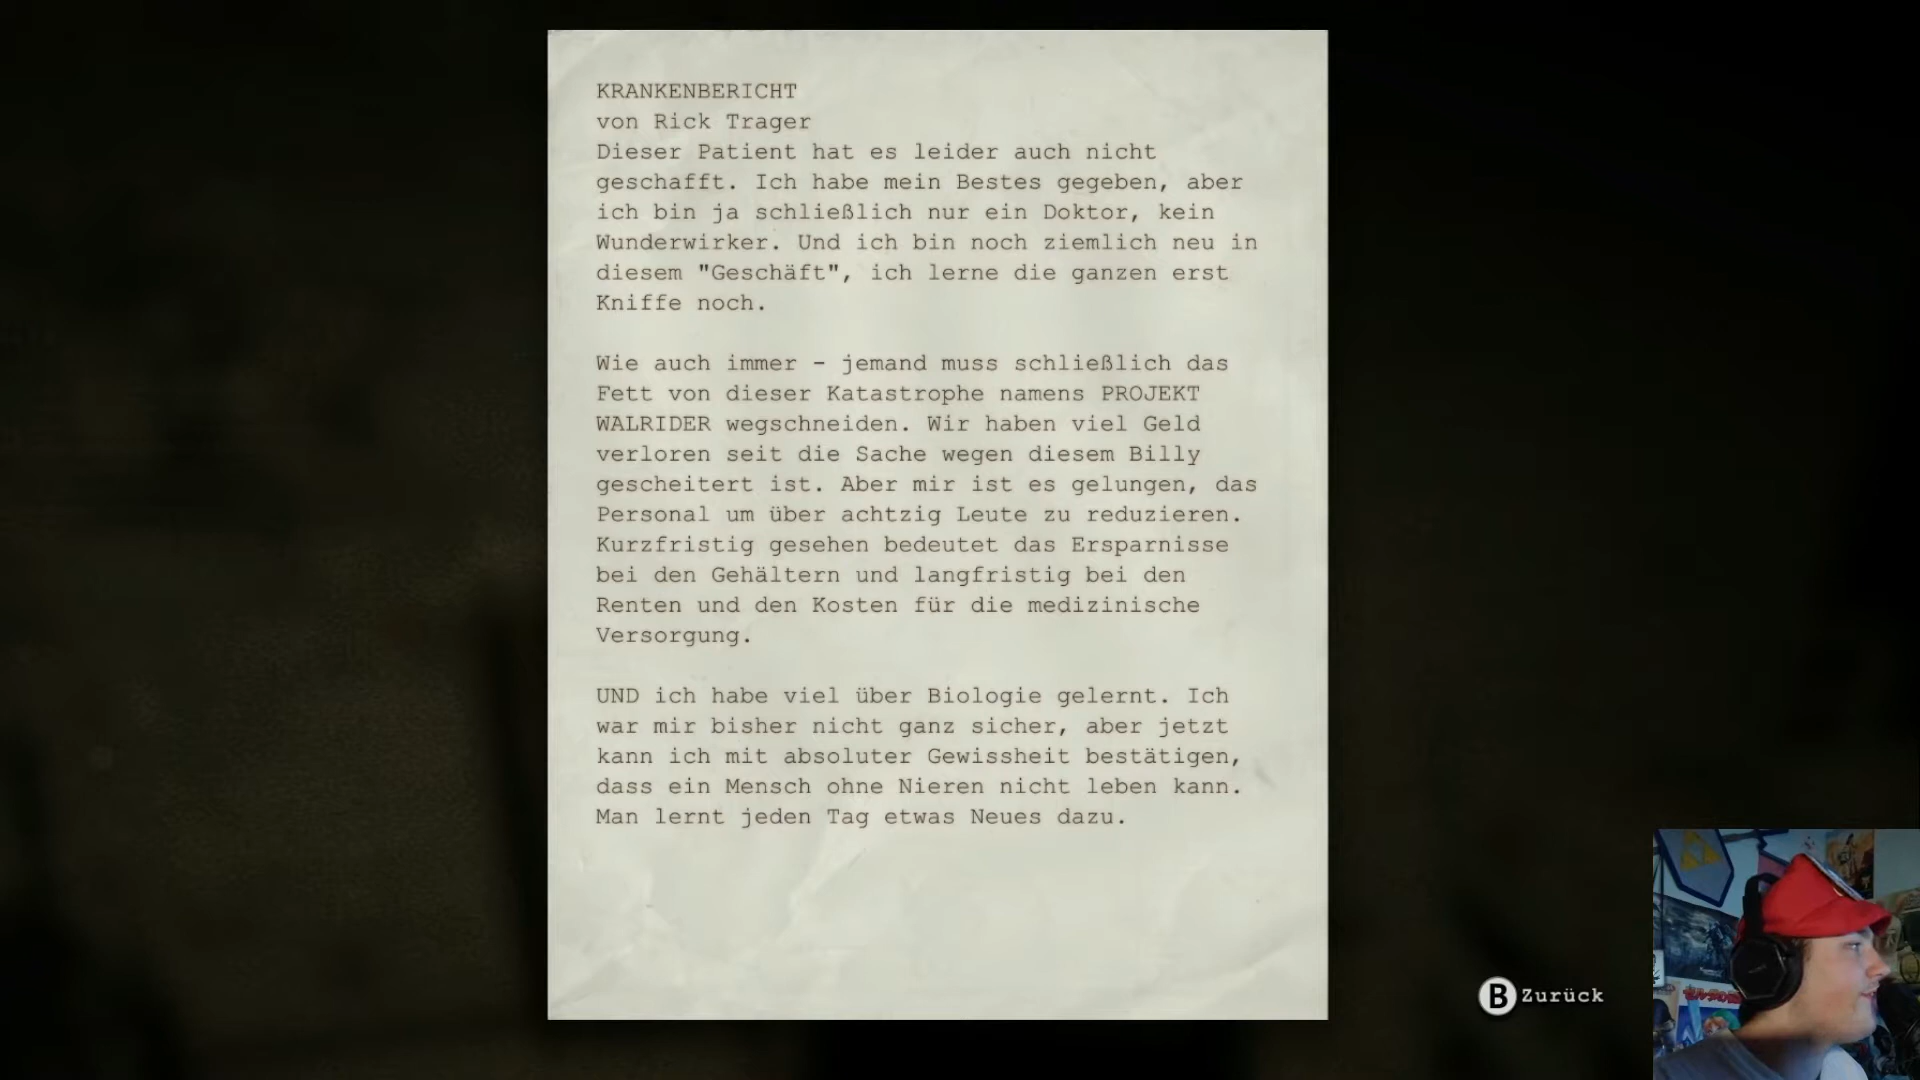 KRANKENBERICHT
von Rick Trager
Dieser Patient hat es leider auch nicht
geschafft. Ich habe mein Bestes gegeben, aber
ich bin ja schließlich nur ein Doktor, kein
Wunderwirker. Und ich bin noch ziemlich neu in
diesem "Geschäft", ich lerne die ganzen erst
Kniffe noch.
Wie auch immer – jemand muss schließlich das
Fett von dieser Katastrophe namens PROJEKT
WALRIDER wegschneiden. Wir haben viel Geld
verloren seit die Sache wegen diesem Billy
gescheitert ist. Aber mir ist es gelungen, das
Personal um über achtzig Leute zu reduzieren.
Kurzfristig gesehen bedeutet das Ersparnisse
bei den Gehältern und langfristig bei den
Renten und den Kosten für die medizinische
Versorgung.
UND ich habe viel über Biologie gelernt. Ich
war mir bisher nicht ganz sicher, aber jetzt
kann ich mit absoluter Gewissheit bestätigen,
dass ein Mensch ohne Nieren nicht leben kann.
Man lernt jeden Tag etwas Neues dazu.
B Zurück